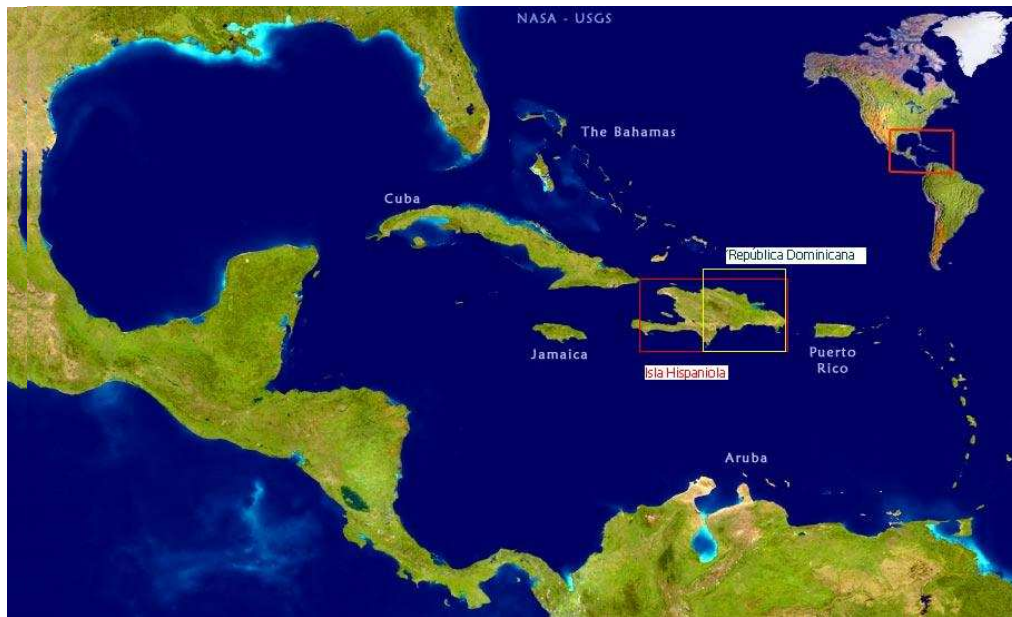 NASA - USGS
The Bahamas
Cuba
República Dominicana
Jamaica
Isla Hispaniola
Puerto
Rico
Aruba